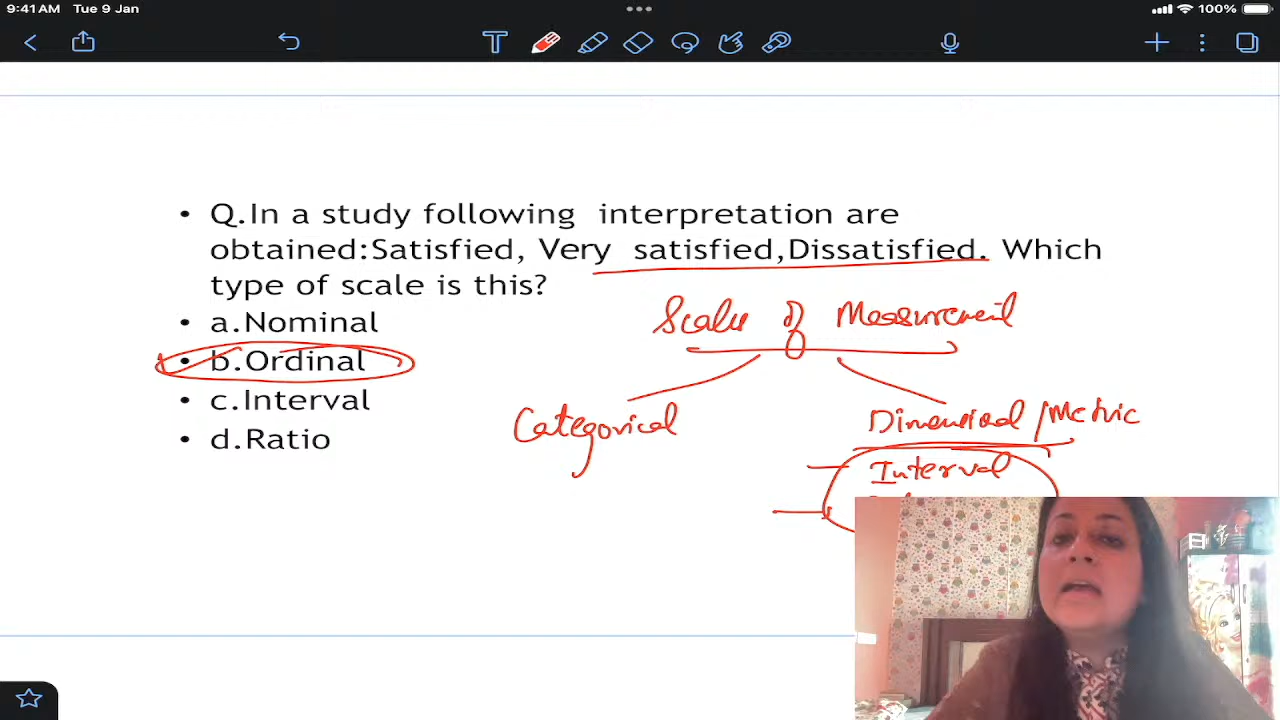 9:41 AM Tue 9 Jan
100%
• Q.In a study following interpretation are
obtained:Satisfied, Very satisfied,Dissatisfied. Which
type of scale is this?
• a.Nominal
• b.Ordinal
• c.Interval
• d.Ratio
Scales of Measurement
Categorical
Dimensional/Metric
Interval